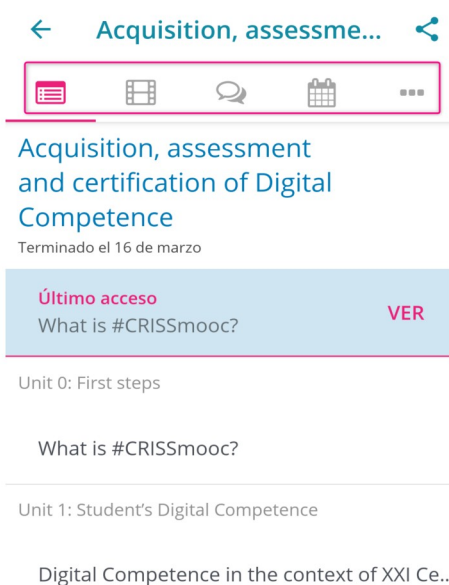 Acquisition, assessme...
Acquisition, assessment
and certification of Digital
Competence
Terminado el 16 de marzo
Último acceso
What is #CRISSmooc?
VER
Unit 0: First steps
What is #CRISSmooc?
Unit 1: Student’s Digital Competence
Digital Competence in the context of XXI Ce...